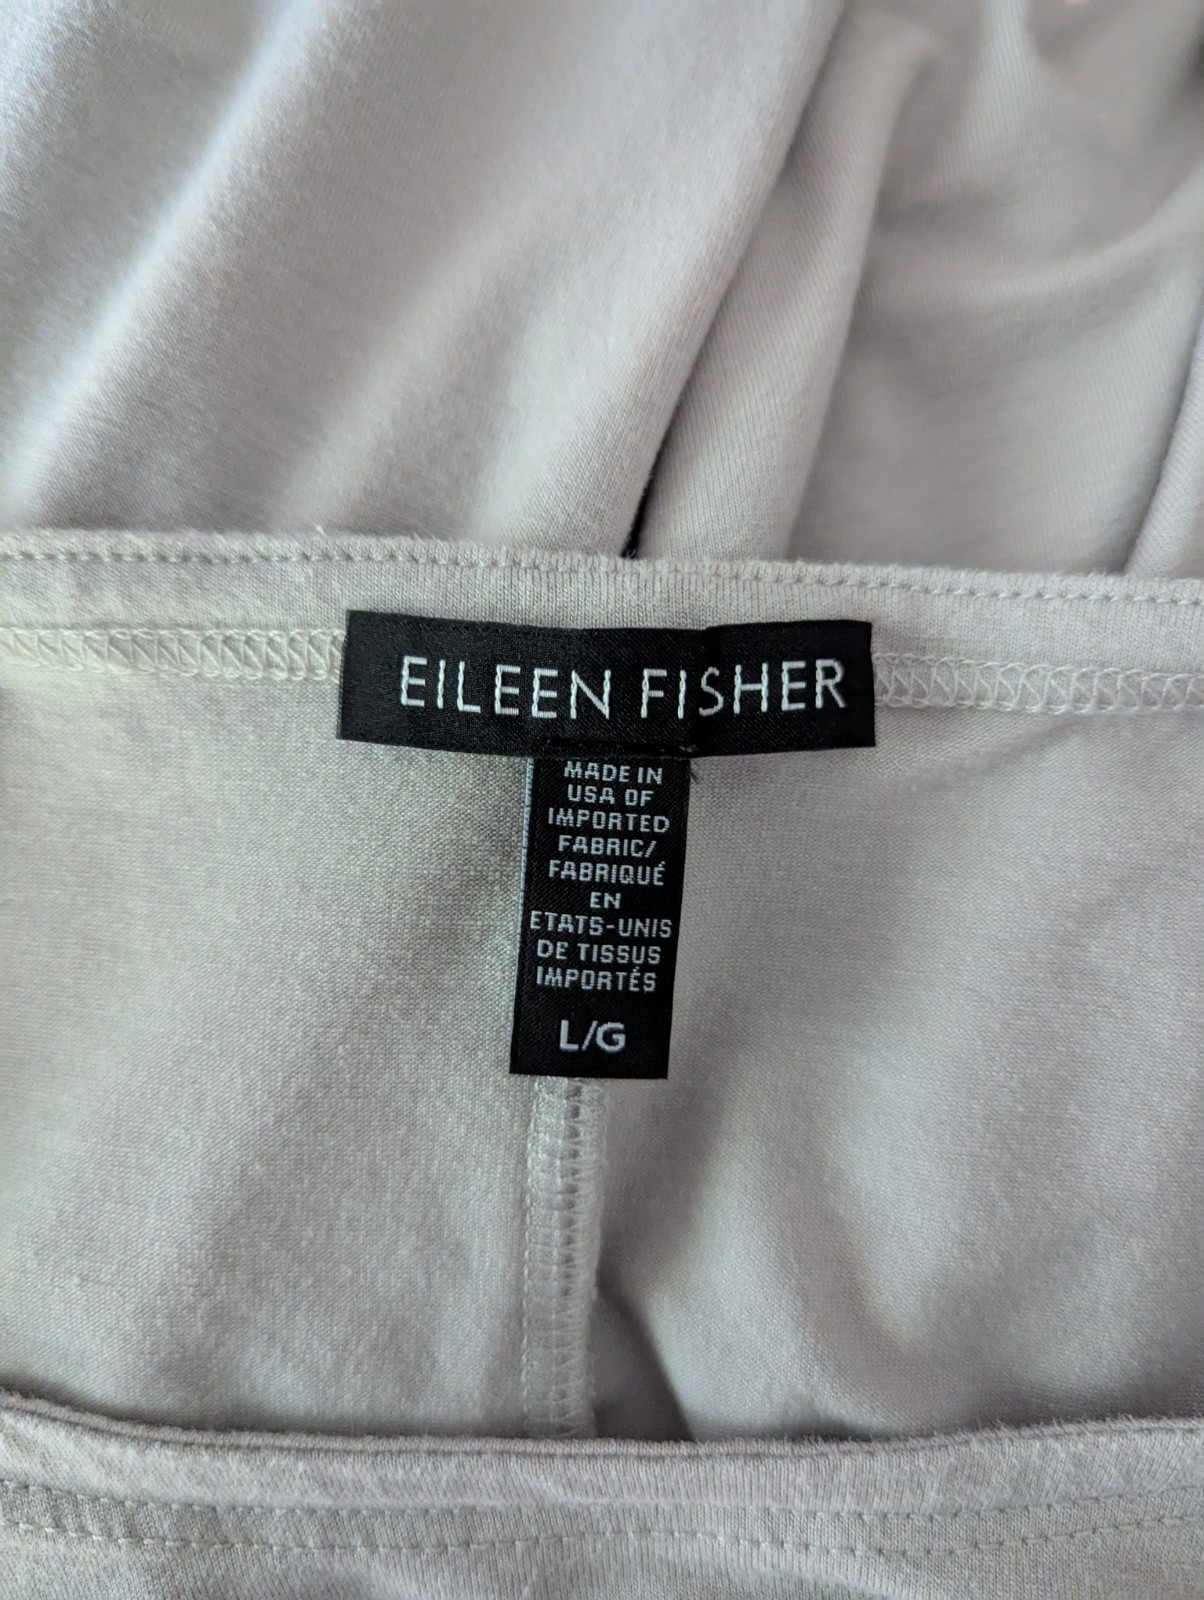 EILEEN FISHER
MADE IN
USA OF
IMPORTED
FABRIC/
FABRIQUÉ
EN
ETATS-UNIS
DE TISSUS
IMPORTÉS
L/G